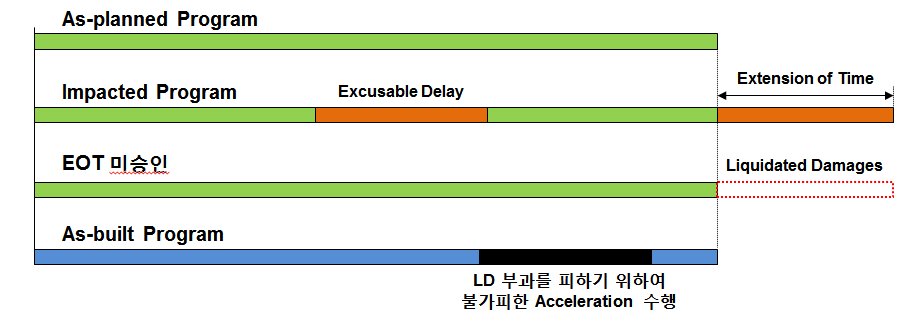 As-planned Program
Impacted Program
Excusable Delay
Extension of Time
EOT 미승인
Liquidated Damages
As-built Program
LD 부과를 피하기 위하여
불가피한 Acceleration 수행